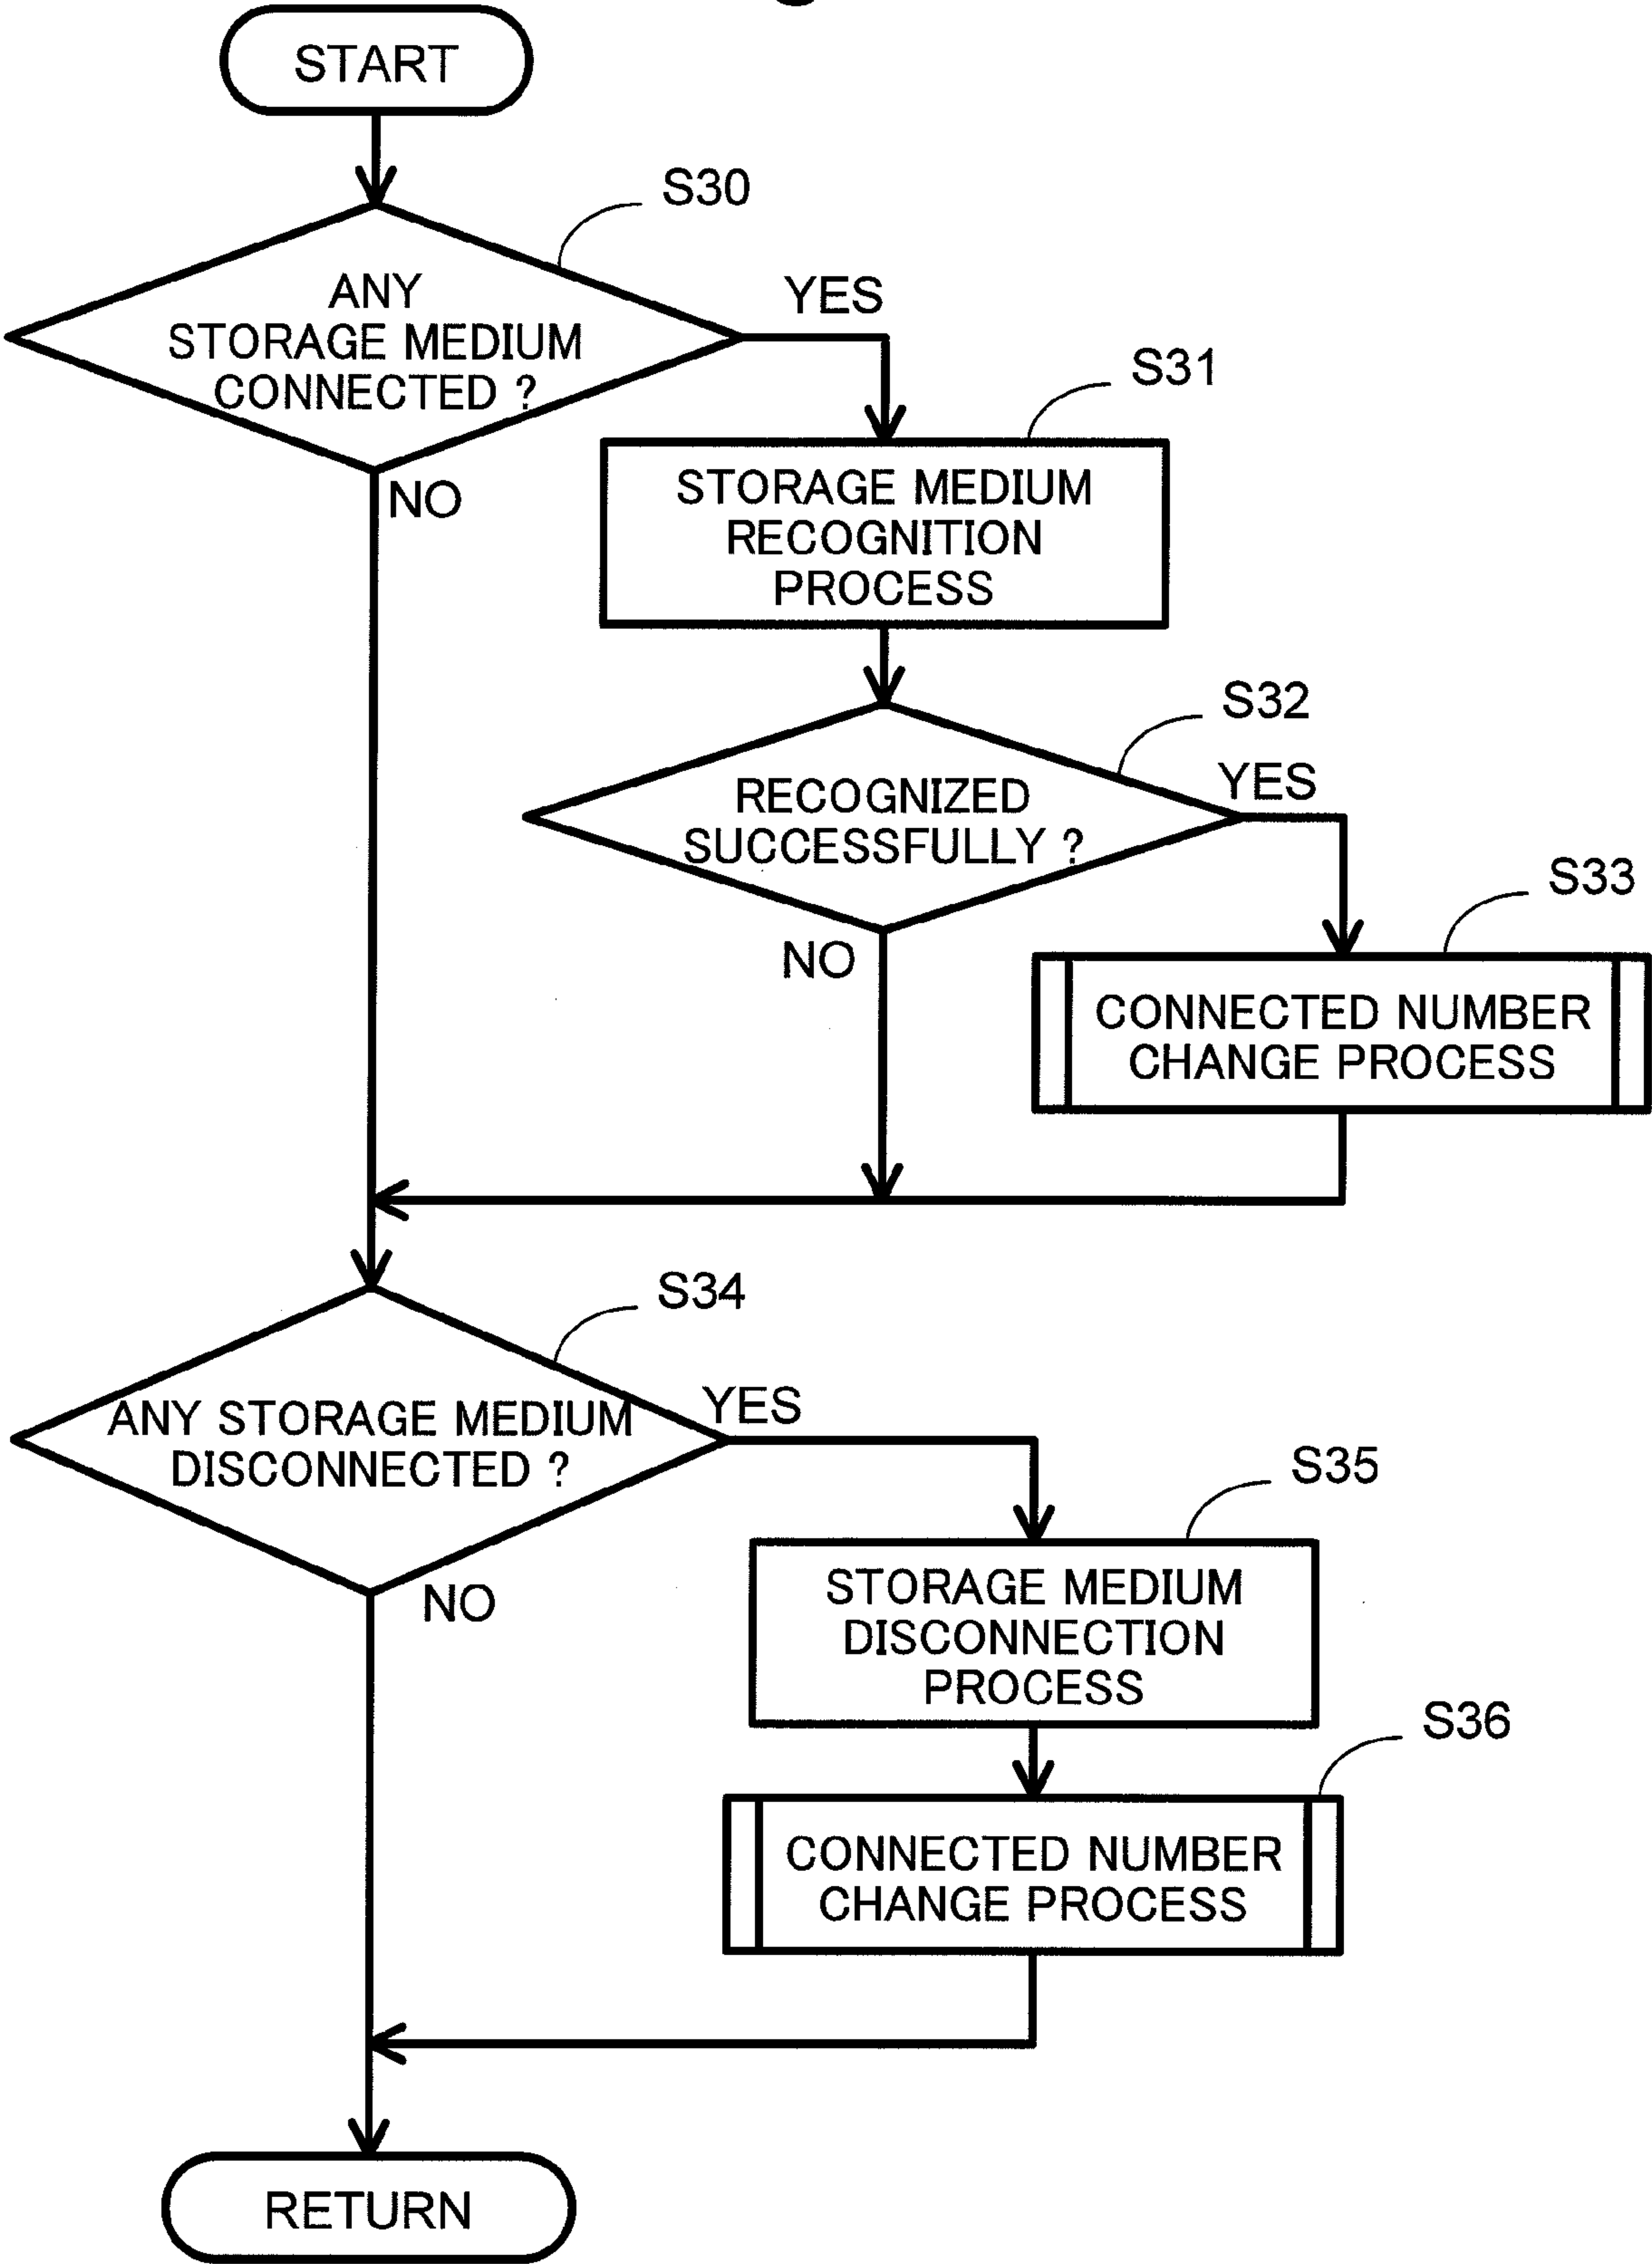 START
S30
ANY
STORAGE MEDIUM
CONNECTED ?
YES
NO
S31
STORAGE MEDIUM
RECOGNITION
PROCESS
S32
RECOGNIZED
SUCCESSFULLY ?
YES
NO
S33
CONNECTED NUMBER
CHANGE PROCESS
S34
ANY STORAGE MEDIUM
DISCONNECTED ?
YES
NO
S35
STORAGE MEDIUM
DISCONNECTION
PROCESS
S36
CONNECTED NUMBER
CHANGE PROCESS
RETURN